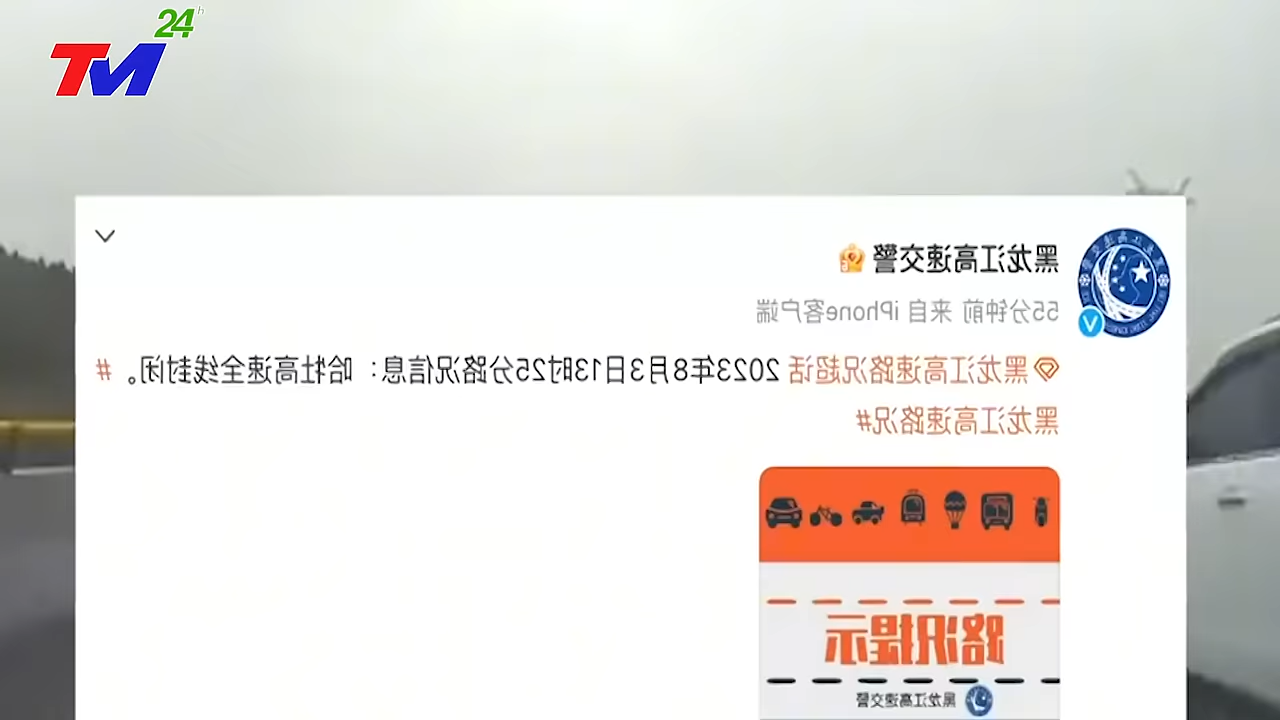 TM 24h
黑龙江高速交警
55分钟前 来自 iPhone客户端
黑龙江高速路况超话 2023年8月3日13时25分路况信息：哈牡高速全线封闭。#
黑龙江高速路况#
路况提示
黑龙江高速交警